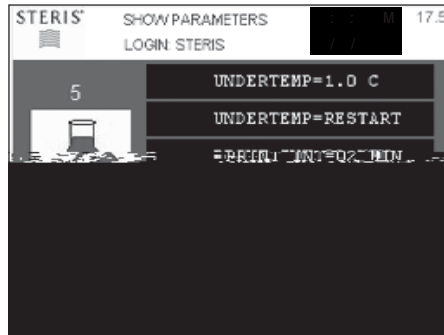 STERIS® SHOW PARAMETERS : : M 17.5
LOGIN: STERIS / /
5
UNDERTEMP=1.0 C
UNDERTEMP=RESTART